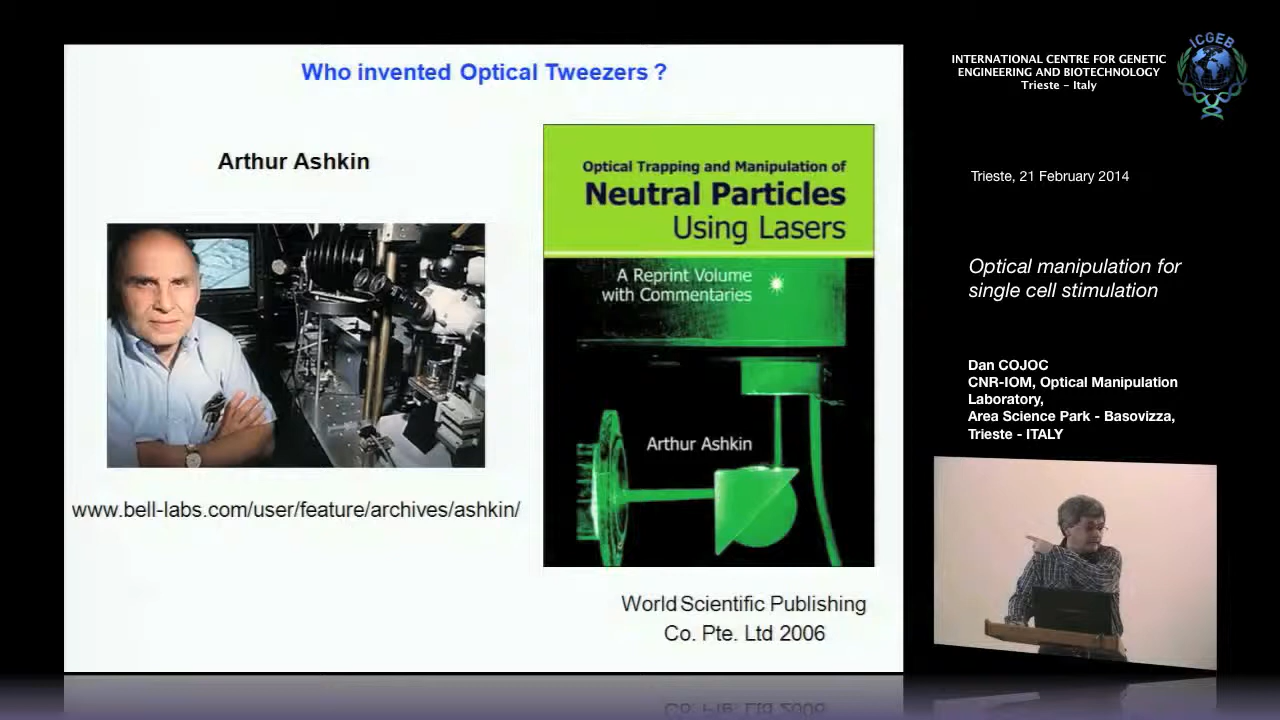 Who invented Optical Tweezers ?
Arthur Ashkin
www.bell-labs.com/user/feature/archives/ashkin/
Optical Trapping and Manipulation of
Neutral Particles
Using Lasers
A Reprint Volume
with Commentaries
Arthur Ashkin
World Scientific Publishing
Co. Pte. Ltd 2006
INTERNATIONAL CENTRE FOR GENETIC
ENGINEERING AND BIOTECHNOLOGY
Trieste - Italy
ICGEB
Trieste, 21 February 2014
Optical manipulation for
single cell stimulation
Dan COJOC
CNR-IOM, Optical Manipulation
Laboratory,
Area Science Park - Basovizza,
Trieste - ITALY